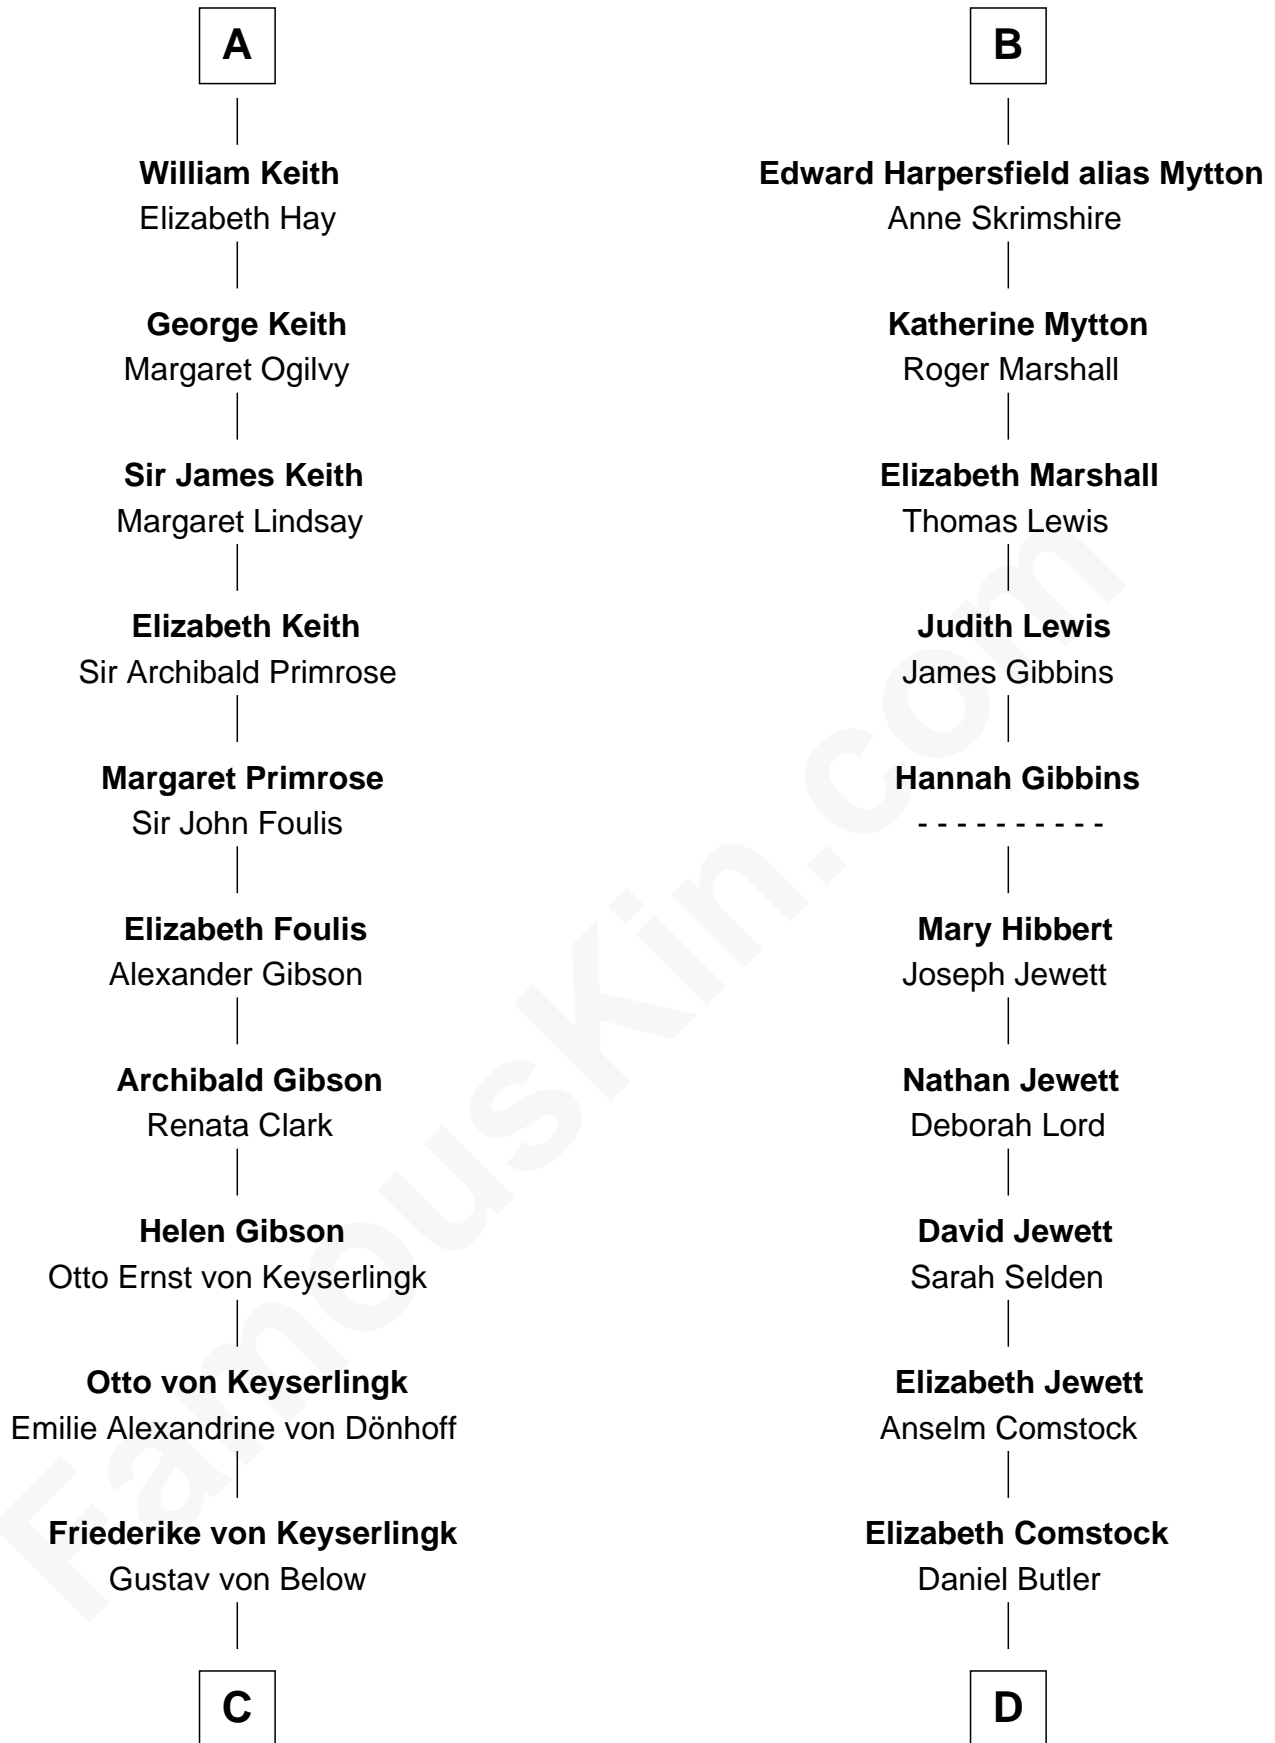 A
William Keith
Elizabeth Hay
George Keith
Margaret Ogilvy
Sir James Keith
Margaret Lindsay
Elizabeth Keith
Sir Archibald Primrose
Margaret Primrose
Sir John Foulis
Elizabeth Foulis
Alexander Gibson
Archibald Gibson
Renata Clark
Helen Gibson
Otto Ernst von Keyserlingk
Otto von Keyserlingk
Emilie Alexandrine von Dönhoff
Friederike von Keyserlingk
Gustav von Below
C
B
Edward Harpersfield alias Mytton
Anne Skrimshire
Katherine Mytton
Roger Marshall
Elizabeth Marshall
Thomas Lewis
Judith Lewis
James Gibbins
Hannah Gibbins
- - - - - - - - - -
Mary Hibbert
Joseph Jewett
Nathan Jewett
Deborah Lord
David Jewett
Sarah Selden
Elizabeth Jewett
Anselm Comstock
Elizabeth Comstock
Daniel Butler
D
FamousKin.com